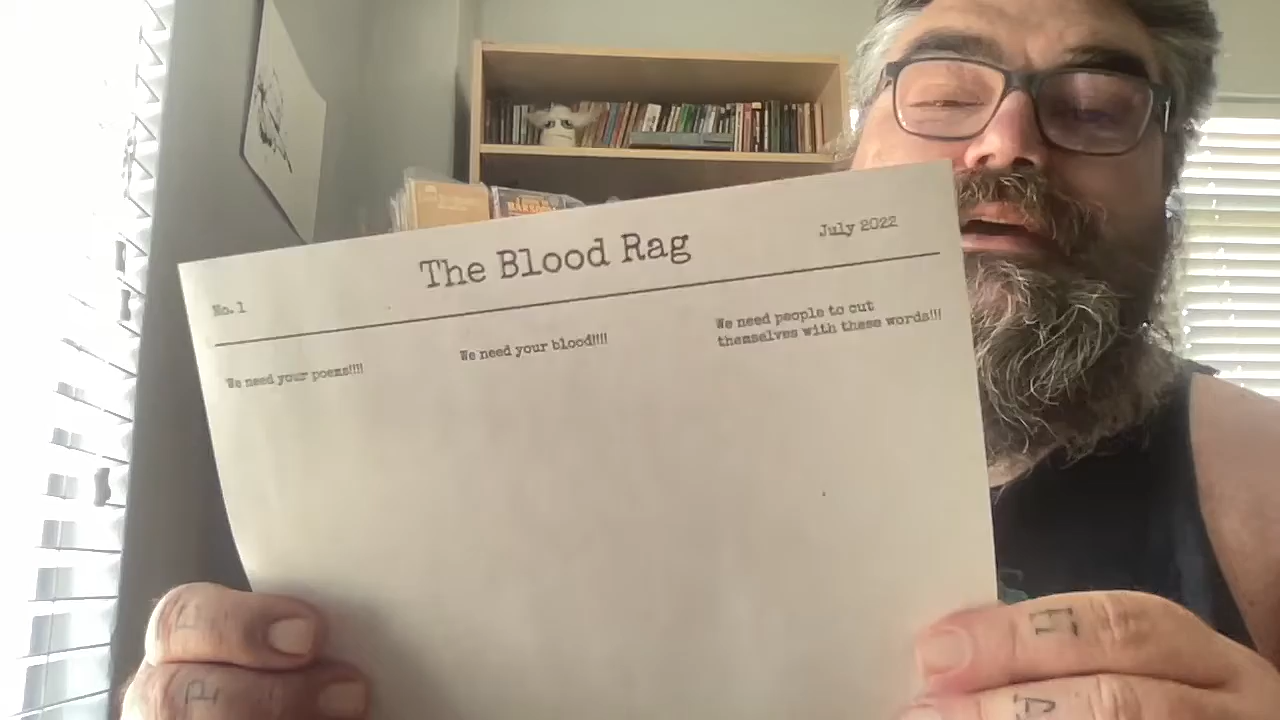 The Blood Rag
July 2022
No. 1
We need your poems!!!!
We need your blood!!!!
We need people to cut
themselves with these words!!!